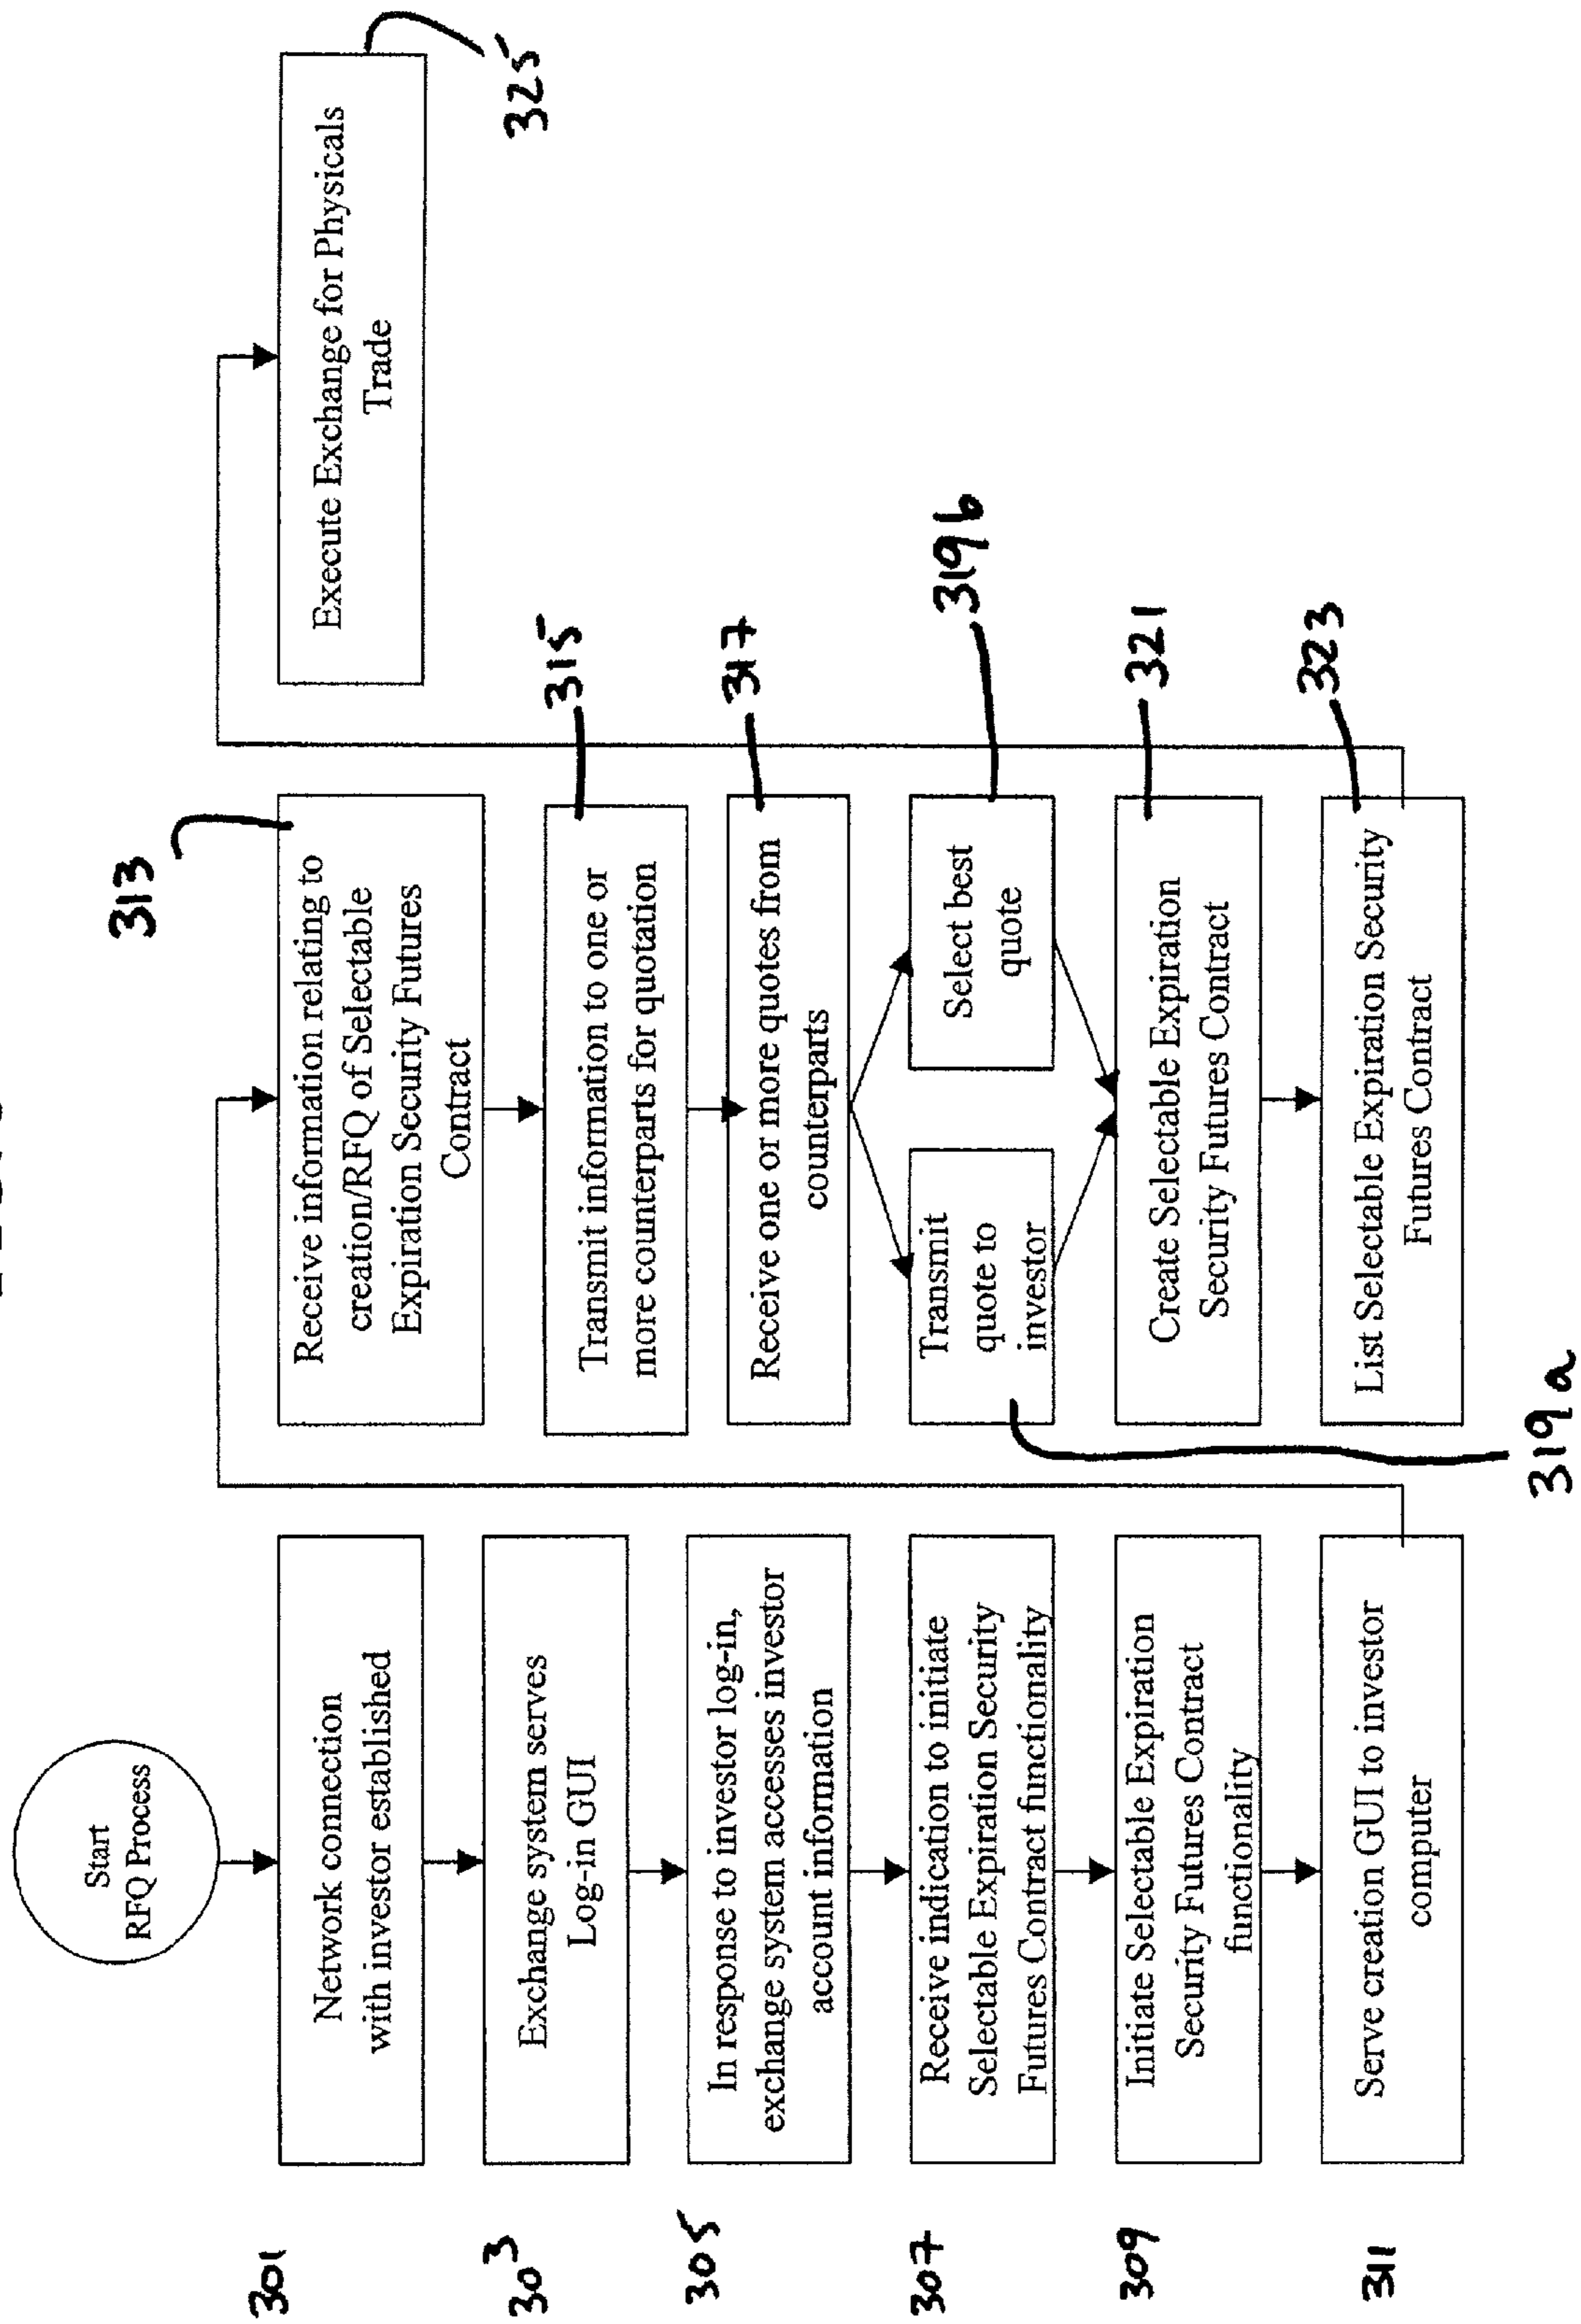 Start
RFQ Process
301
Network connection
with investor established
303
Exchange system serves
Log-in GUI
305
In response to investor log-in,
exchange system accesses investor
account information
307
Receive indication to initiate
Selectable Expiration Security
Futures Contract functionality
309
Initiate Selectable Expiration
Security Futures Contract
functionality
311
Serve creation GUI to investor
computer
313
Receive information relating to
creation/RFQ of Selectable
Expiration Security Futures
Contract
315
Transmit information to one or
more counterparts for quotation
317
Receive one or more quotes from
counterparts
319a
Transmit
quote to
investor
319b
Select best
quote
321
Create Selectable Expiration
Security Futures Contract
323
List Selectable Expiration Security
Futures Contract
325
Execute Exchange for Physicals
Trade